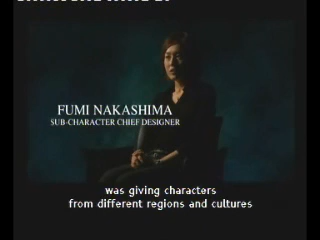 FUMI NAKASHIMA
SUB-CHARACTER CHIEF DESIGNER
was giving characters
from different regions and cultures